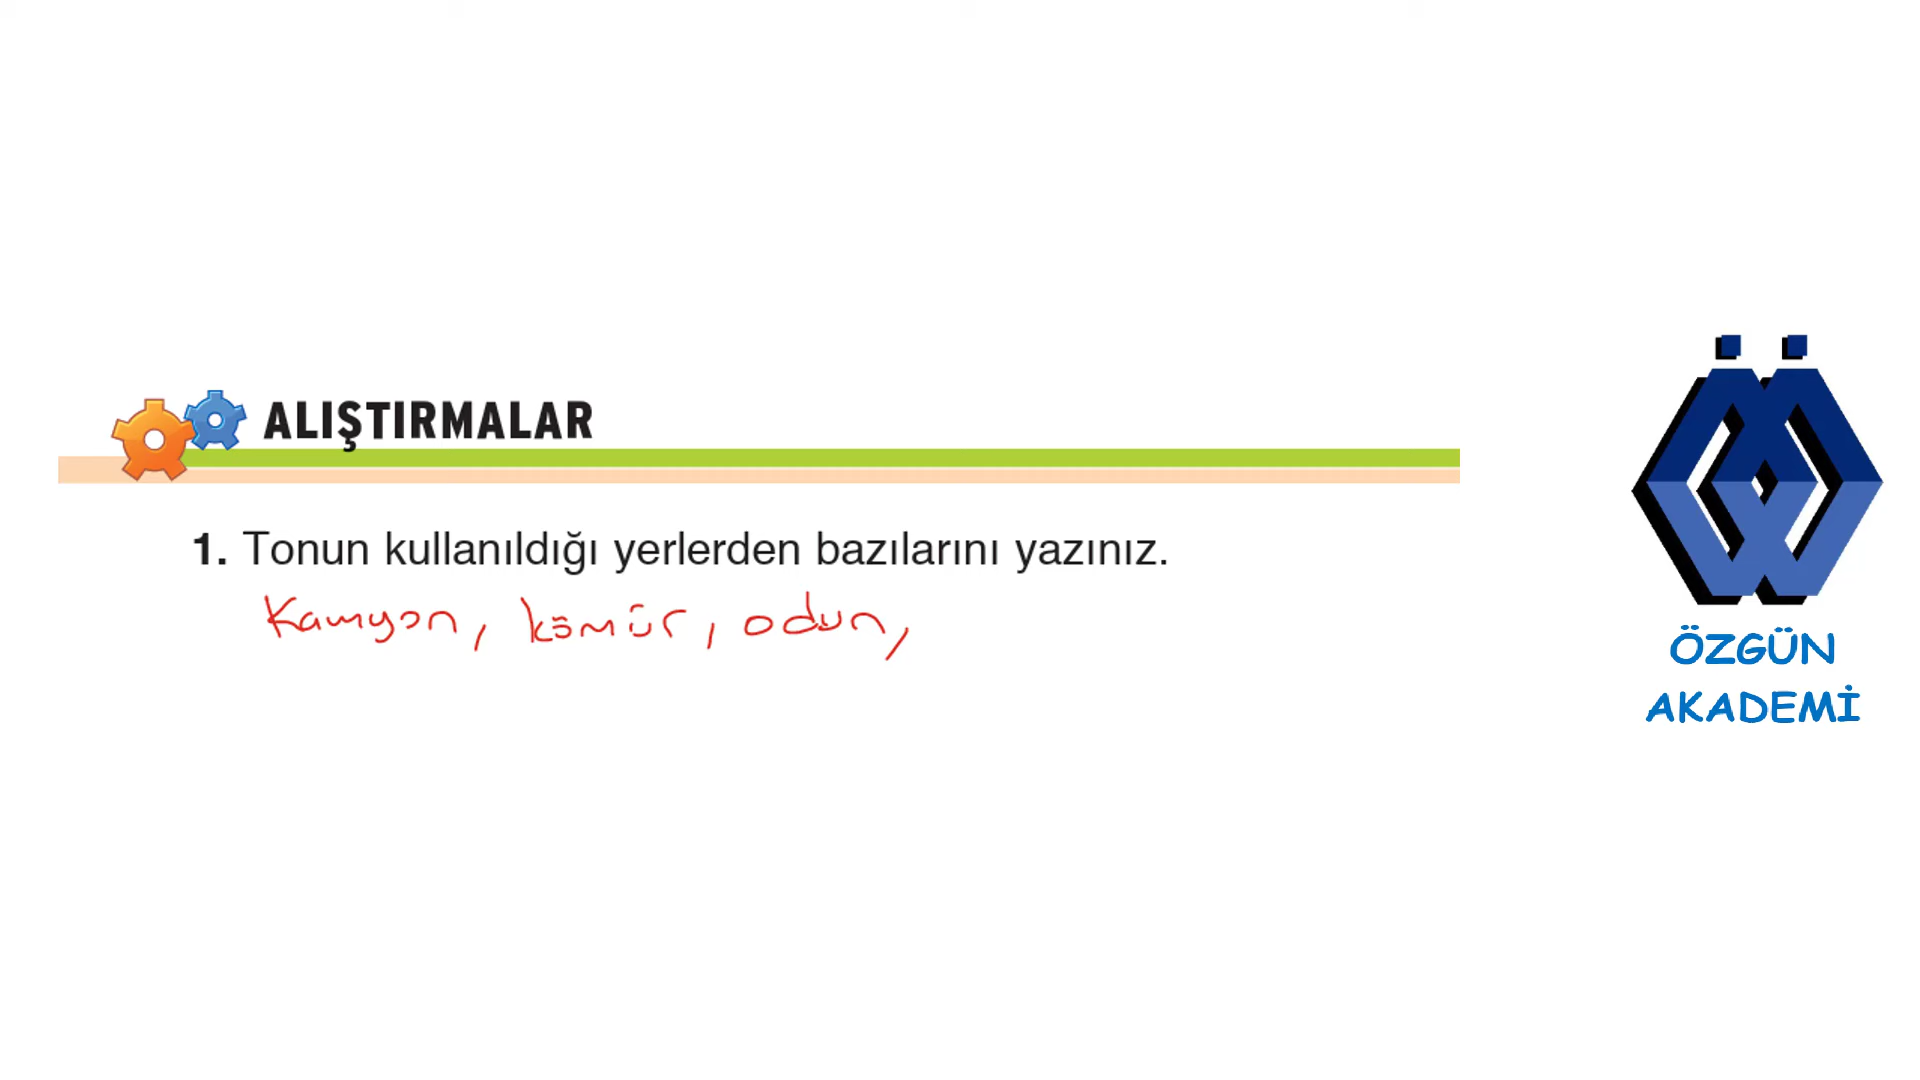 ALIŞTIRMALAR
1. Tonun kullanıldığı yerlerden bazılarını yazınız.
Kamyon, kömür, odun,
ÖZGÜN
AKADEMİ